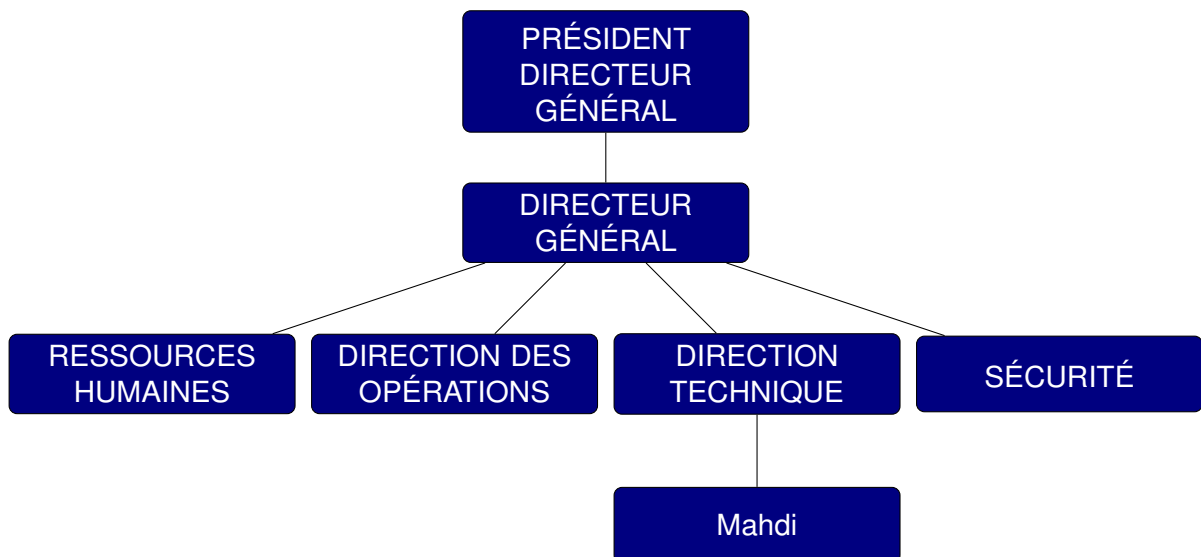 PRÉSIDENT
DIRECTEUR
GÉNÉRAL
DIRECTEUR
GÉNÉRAL
RESSOURCES
HUMAINES
DIRECTION DES
OPÉRATIONS
DIRECTION
TECHNIQUE
SÉCURITÉ
Mahdi